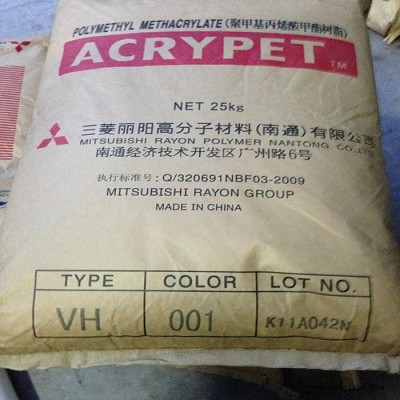 POLYMETHYL METHACRYLATE (聚甲基丙烯酸甲酯树脂)
ACRYPET
TM
NET 25kg
三菱丽阳高分子材料(南通)有限公司
MITSUBISHI RAYON POLYMER NANTONG CO.,LTD.
南通经济技术开发区广州路6号
执行标准号: Q/320691NBF03-2009
MITSUBISHI RAYON GROUP
MADE IN CHINA
TYPE COLOR LOT NO.
VH 001 K11A042N